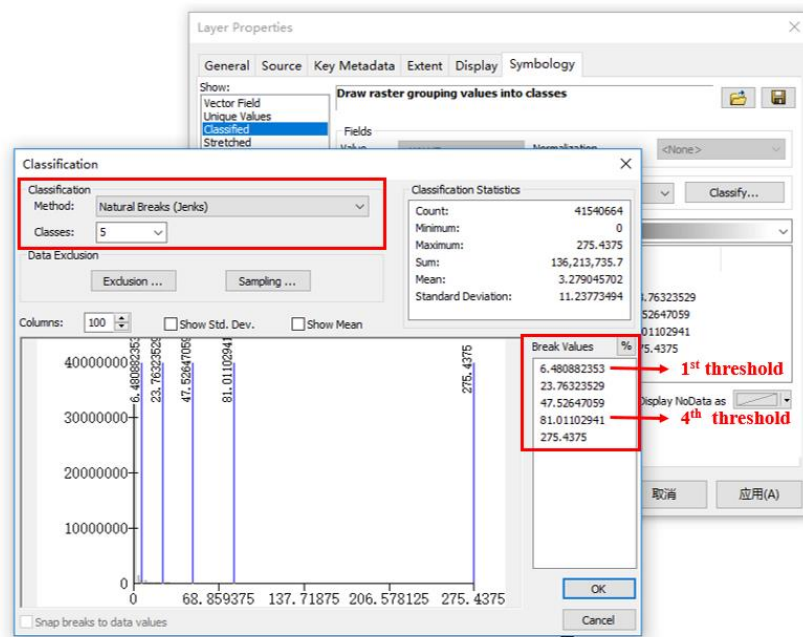 Layer Properties
General Source Key Metadata Extent Display Symbology
Show:
Vector Field
Unique Values
Classified
Stretched
Draw raster grouping values into classes
Fields
Normalization
<None>
Classify...
.76323529
.52647059
.01102941
5.4375
Display NoData as
取消
应用(A)
Classification
Classification
Method: Natural Breaks (Jenks)
Classes: 5
Data Exclusion
Exclusion ...
Sampling ...
Classification Statistics
Count: 41540664
Minimum: 0
Maximum: 275.4375
Sum: 136,213,735.7
Mean: 3.279045702
Standard Deviation: 11.23773494
Columns: 100
Show Std. Dev.
Show Mean
Break Values %
6.480882353
23.76323529
47.52647059
81.01102941
275.4375
1st threshold
4th threshold
40000000
30000000
20000000
10000000
0
6.480882353
23.76323529
47.52647059
81.01102941
275.4375
0 68.859375 137.71875 206.578125 275.4375
OK
Cancel
Snap breaks to data values